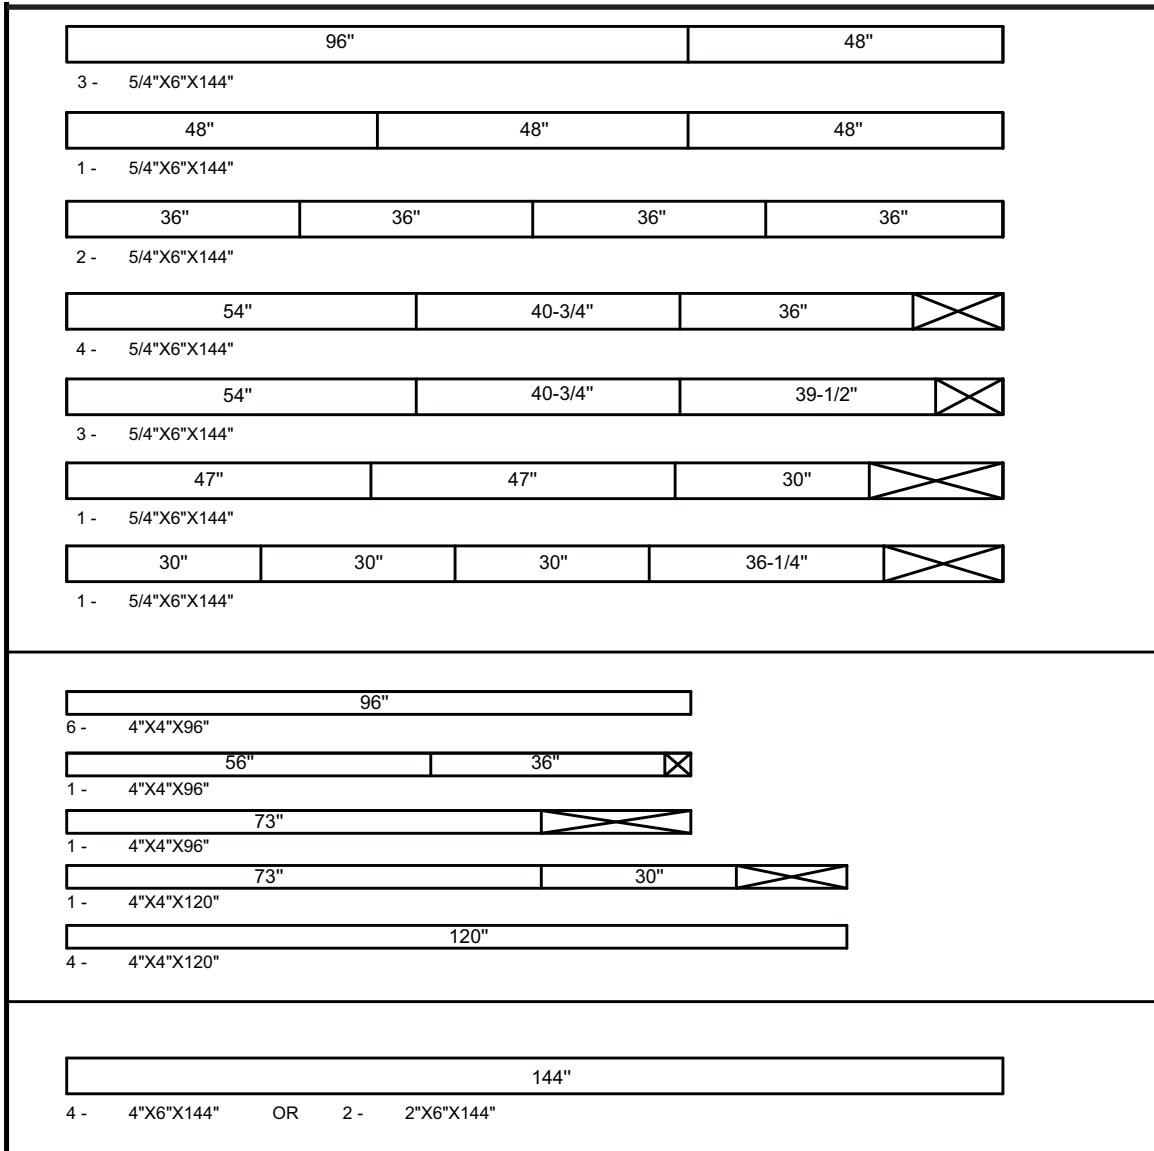 96" 48"
3 - 5/4"X6"X144"
48" 48" 48"
1 - 5/4"X6"X144"
36" 36" 36" 36"
2 - 5/4"X6"X144"
54" 40-3/4" 36"
4 - 5/4"X6"X144"
54" 40-3/4" 39-1/2"
3 - 5/4"X6"X144"
47" 47" 30"
1 - 5/4"X6"X144"
30" 30" 30" 36-1/4"
1 - 5/4"X6"X144"
96"
6 - 4"X4"X96"
56" 36"
1 - 4"X4"X96"
73"
1 - 4"X4"X96"
73" 30"
1 - 4"X4"X120"
120"
4 - 4"X4"X120"
144"
4 - 4"X6"X144" OR 2 - 2"X6"X144"